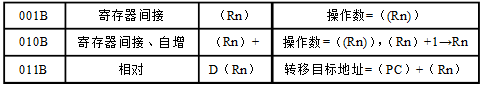 001B 寄存器间接 （Rn） 操作数=（(Rn)）
010B 寄存器间接、自增 （Rn）+ 操作数=（(Rn)），（Rn）+1→Rn
011B 相对 D（Rn） 转移目标地址=（PC）+（Rn）